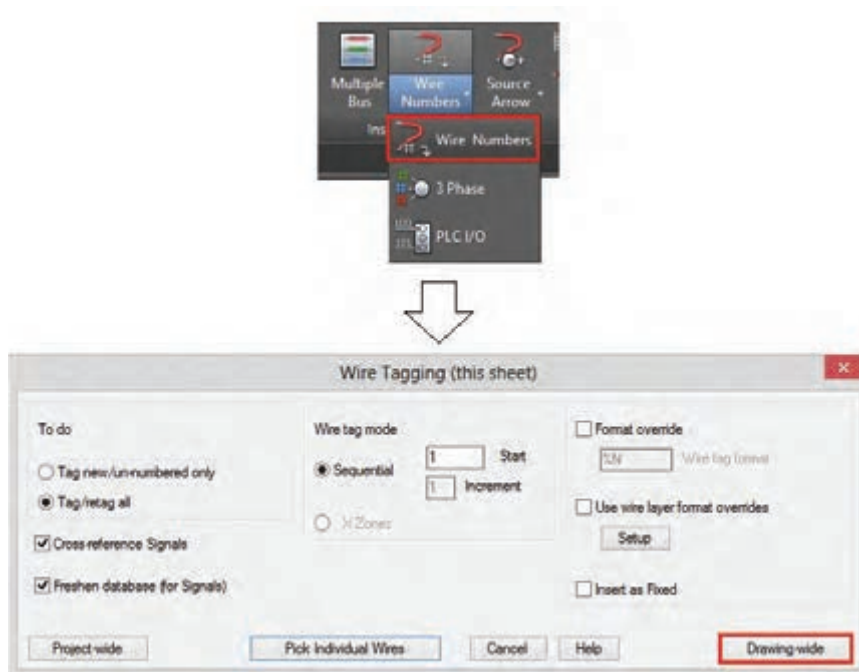 Multiple Bus
Wire Numbers
Source Arrow
Ins
Wire Numbers
3 Phase
PLC I/O
Wire Tagging (this sheet)
To do
Tag new/un-numbered only
Tag/retag all
Cross-reference Signals
Freshen database (for Signals)
Wire tag mode
Sequential
1 Start
1 Increment
X Zones
Format override
%N Wire tag format
Use wire layer format overrides
Setup
Insert as Fixed
Project-wide
Pick Individual Wires
Cancel
Help
Drawing-wide